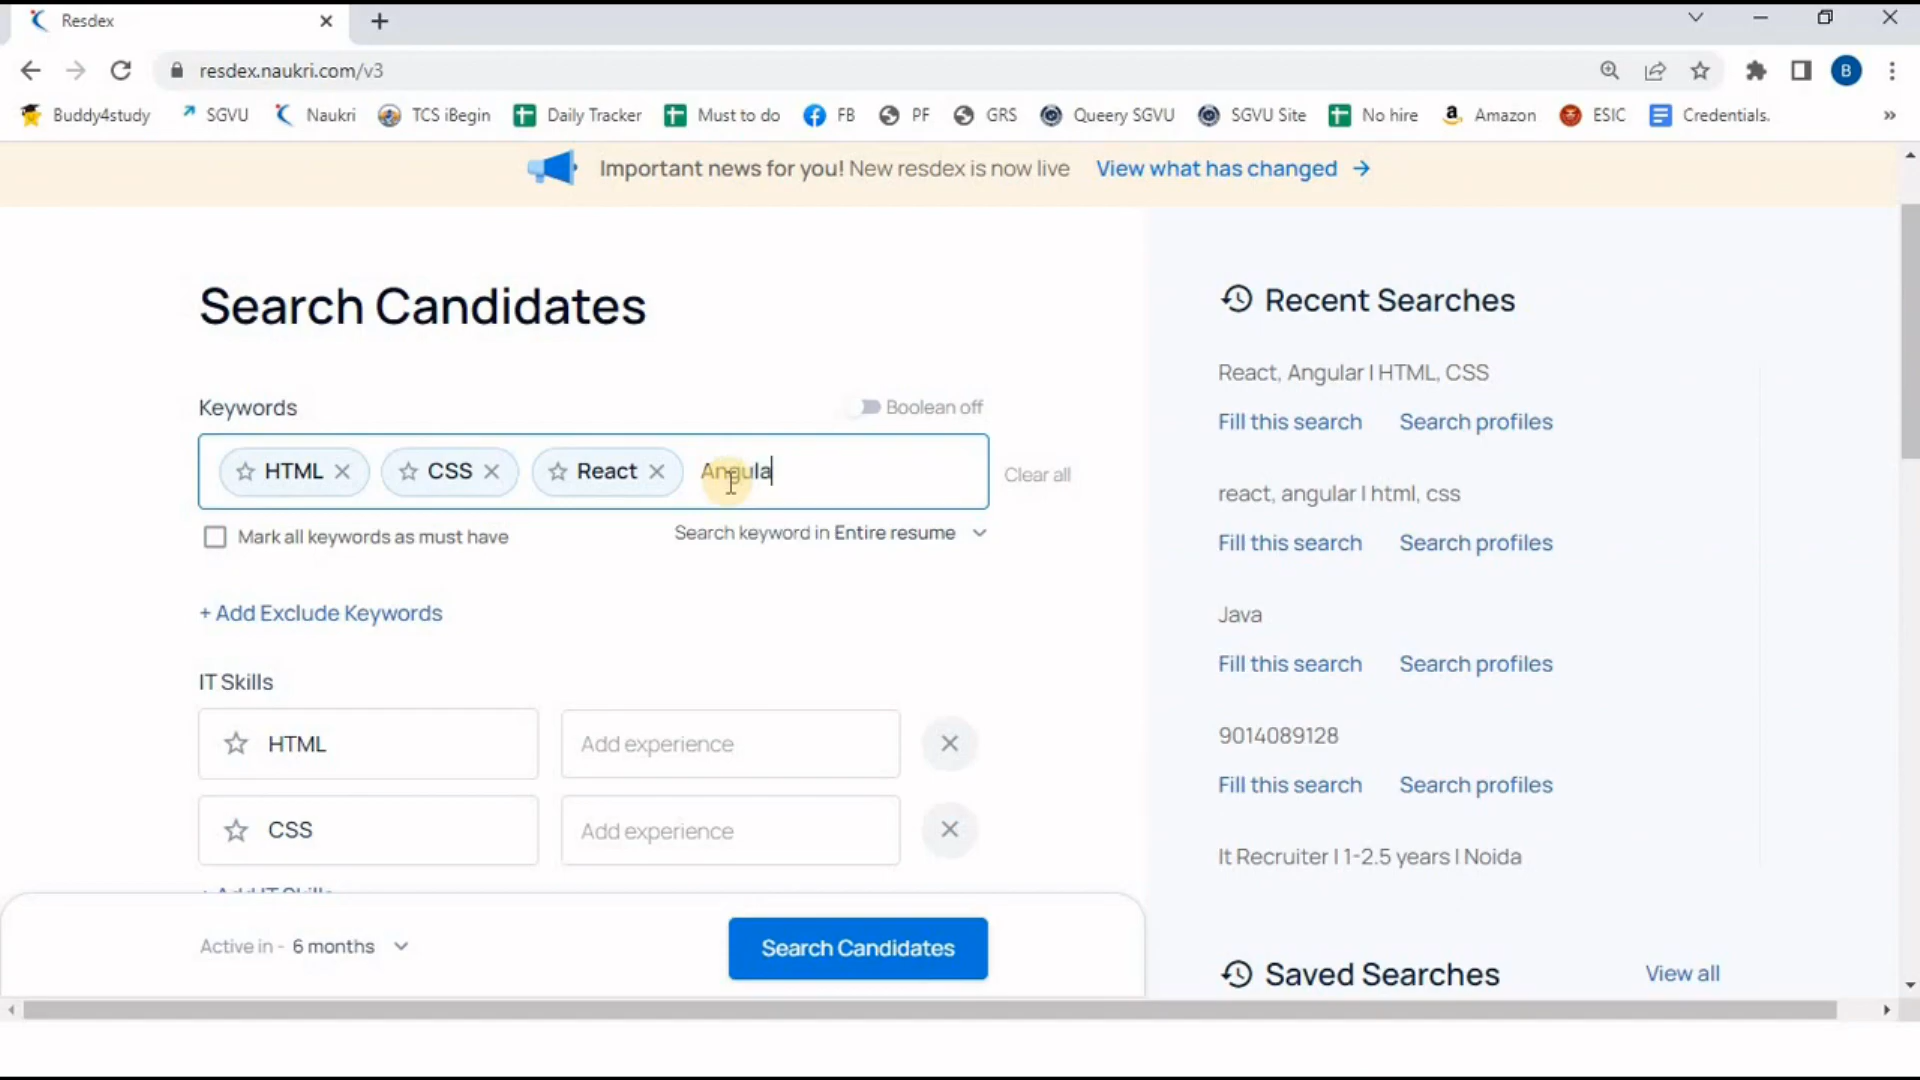 Resdex
resdex.naukri.com/v3
B
Buddy4study SGVU Naukri TCS iBegin Daily Tracker Must to do FB PF GRS Queery SGVU SGVU Site No hire Amazon ESIC Credentials. »
Important news for you! New resdex is now live View what has changed →
Search Candidates
Keywords
Boolean off
HTML CSS React Angula
Clear all
Mark all keywords as must have
Search keyword in Entire resume
+ Add Exclude Keywords
IT Skills
HTML Add experience
CSS Add experience
+ Add IT Skills
Active in - 6 months
Search Candidates
Recent Searches
React, Angular | HTML, CSS
Fill this search Search profiles
react, angular | html, css
Fill this search Search profiles
Java
Fill this search Search profiles
9014089128
Fill this search Search profiles
It Recruiter | 1-2.5 years | Noida
Saved Searches View all